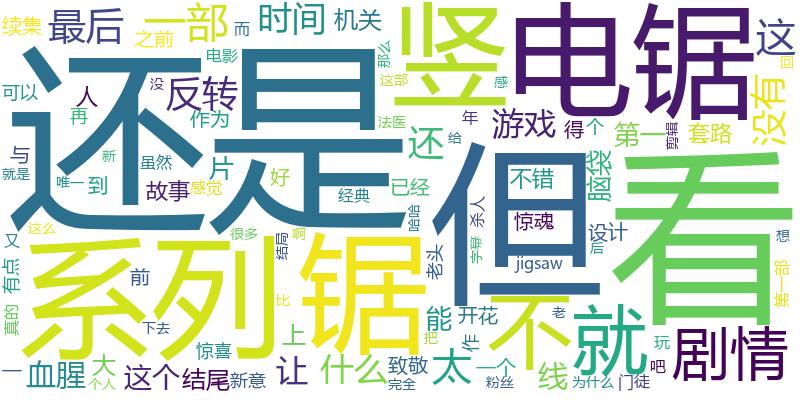 续集 最后 一部 时间 机关 竖 电锯 这
之前 而 电影 那么
可以 人 没 反转 这部 感 没有 回
还是 再 作为 法医 年 游戏 得 个 第一 剪辑 套路
与 新 虽然 片 还 给 但 看
就是 唯一 到 故事 感觉 好 经典 已经 不错 脑袋
系列 锯 哈哈 杀人 惊魂 设计 想
这么 很多 啊 结局 老头 字幕 jigsaw 后 第一部
又 有点 前 不 就 剧情
真的 下去 比 能 开花 老 玩
惊喜 上 把 作
一 血腥 大 这个 结尾 新意 让 什么 致敬 太 一个 线 吧
个人 完全 粉丝 为什么 门徒